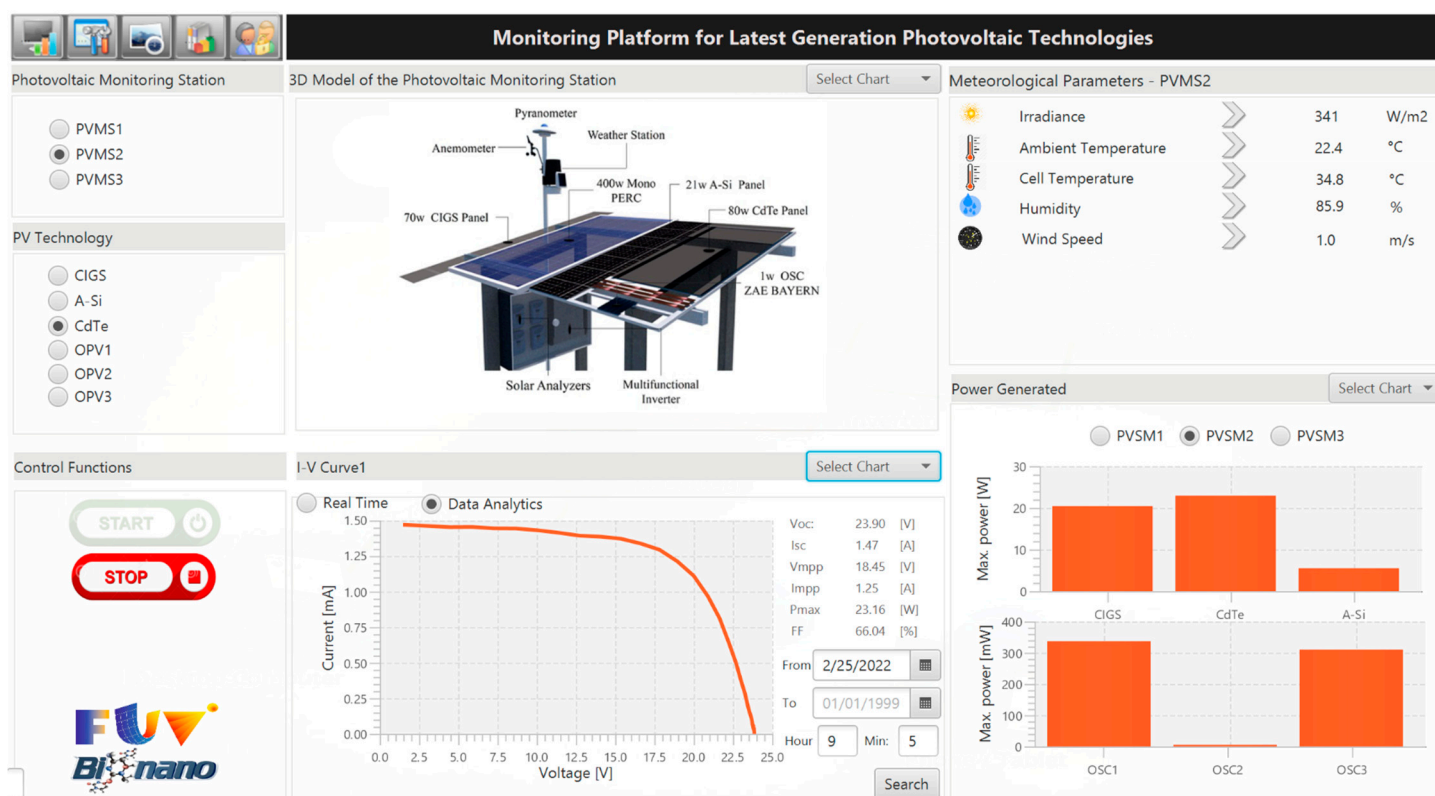 Monitoring Platform for Latest Generation Photovoltaic Technologies
Photovoltaic Monitoring Station
PVMS1
PVMS2
PVMS3
PV Technology
CIGS
A-Si
CdTe
OPV1
OPV2
OPV3
Control Functions
START
STOP
FUV
Bi nano
3D Model of the Photovoltaic Monitoring Station
Select Chart
Pyranometer
Weather Station
Anemometer
400w Mono
PERC
21w A-Si Panel
70w CIGS Panel
80w CdTe Panel
1w OSC
ZAE BAYERN
Solar Analyzers
Multifunctional
Inverter
I-V Curve1
Select Chart
Real Time
Data Analytics
1.50
1.25
1.00
0.75
0.50
0.25
0.00
Current [mA]
0.0 2.5 5.0 7.5 10.0 12.5 15.0 17.5 20.0 22.5 25.0
Voltage [V]
Voc: 23.90 [V]
Isc 1.47 [A]
Vmpp 18.45 [V]
Impp 1.25 [A]
Pmax 23.16 [W]
FF 66.04 [%]
From 2/25/2022
To 01/01/1999
Hour 9 Min: 5
Search
Meteorological Parameters - PVMS2
Irradiance 341 W/m2
Ambient Temperature 22.4 °C
Cell Temperature 34.8 °C
Humidity 85.9 %
Wind Speed 1.0 m/s
Power Generated
Select Chart
PVSM1 PVSM2 PVSM3
30
20
10
0
Max. power [W]
CIGS CdTe A-Si
400
300
200
100
0
Max. power [mW]
OSC1 OSC2 OSC3